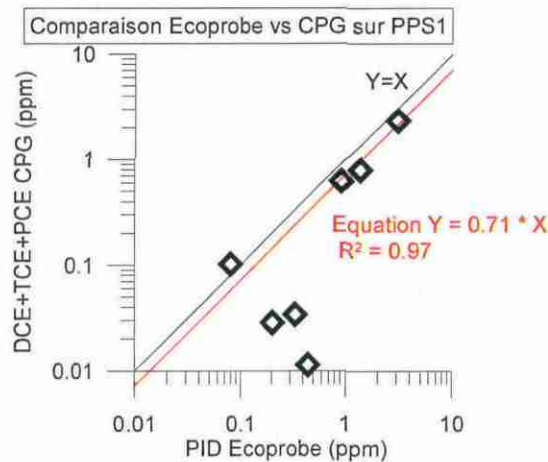 Comparaison Ecoprobe vs CPG sur PPS1
10
Y=X
1
Equation Y = 0.71 * X
R² = 0.97
0.1
0.01
DCE+TCE+PCE CPG (ppm)
0.01 0.1 1 10
PID Ecoprobe (ppm)